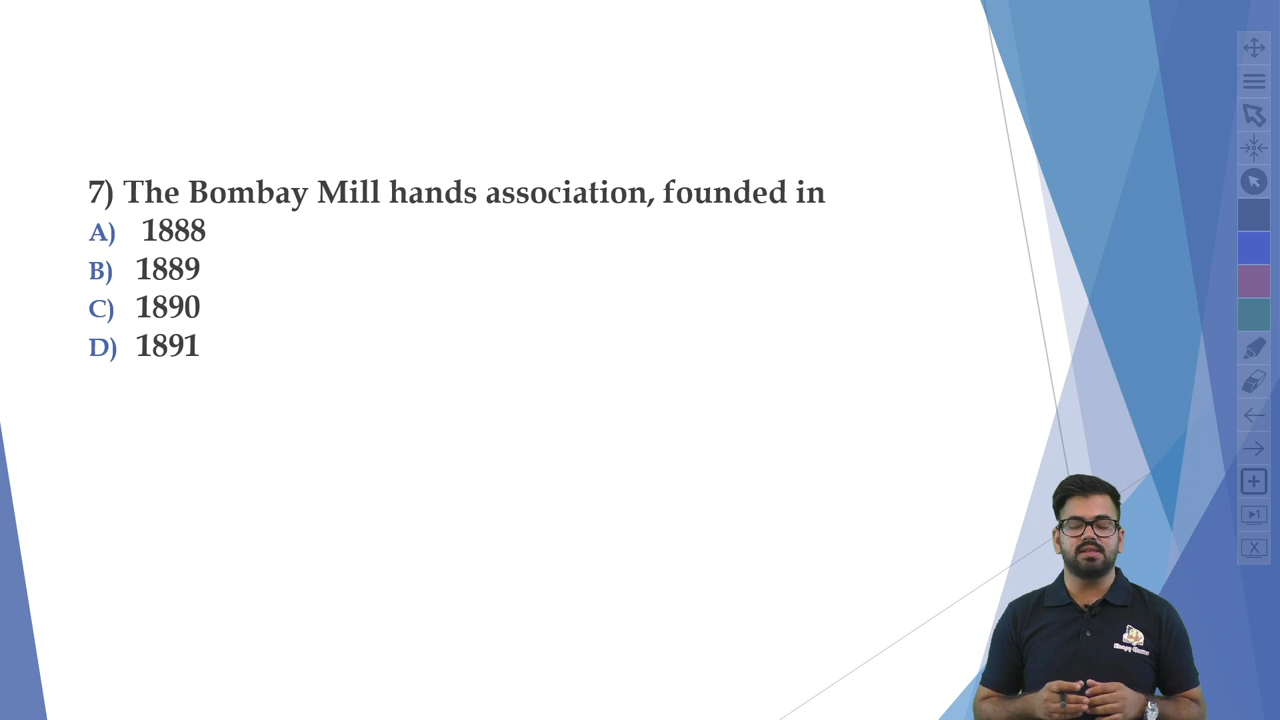 7) The Bombay Mill hands association, founded in
A) 1888
B) 1889
C) 1890
D) 1891